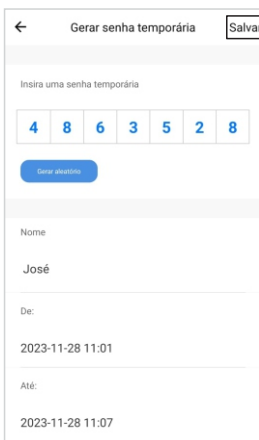 Gerar senha temporária Salvar
Insira uma senha temporária
4 8 6 3 5 2 8
Gerar aleatório
Nome
José
De:
2023-11-28 11:01
Até:
2023-11-28 11:07